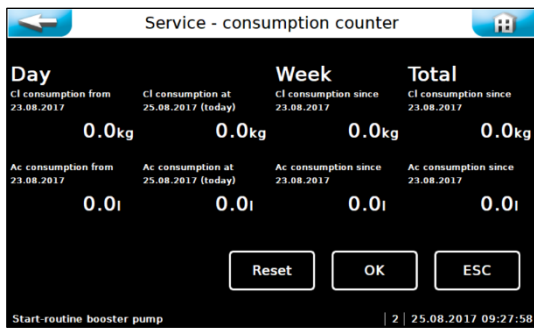 Service - consumption counter
Day Week Total
Cl consumption from Cl consumption at Cl consumption since Cl consumption since
23.08.2017 25.08.2017 (today) 23.08.2017 23.08.2017
0.0kg 0.0kg 0.0kg 0.0kg
Ac consumption from Ac consumption at Ac consumption since Ac consumption since
23.08.2017 25.08.2017 (today) 23.08.2017 23.08.2017
0.0l 0.0l 0.0l 0.0l
Reset OK ESC
Start-routine booster pump 2 25.08.2017 09:27:58